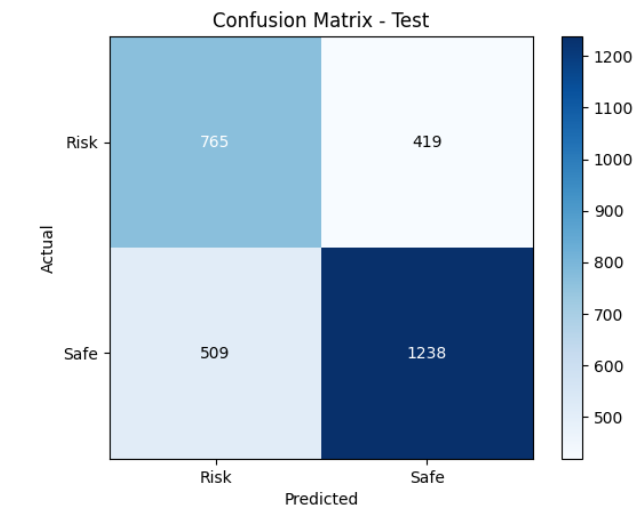 Confusion Matrix - Test
Actual
Risk
765
419
Safe
509
1238
Risk
Safe
Predicted
1200
1100
1000
900
800
700
600
500